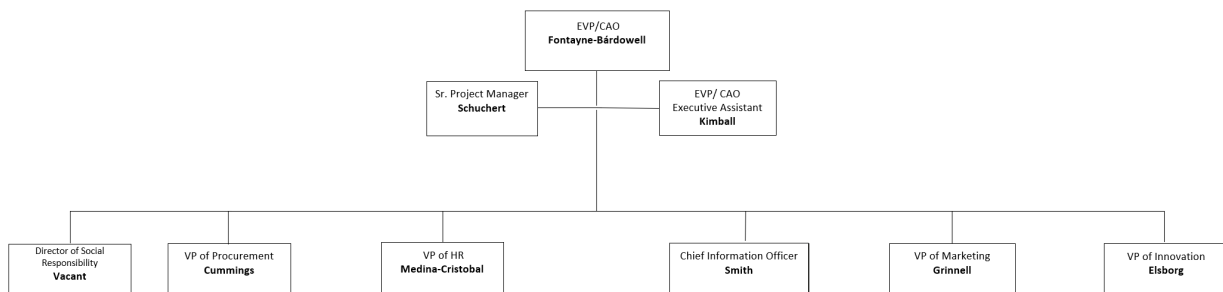 EVP/CAO
Fontayne-Bárdowell
Sr. Project Manager
Schuchert
EVP/ CAO
Executive Assistant
Kimball
Director of Social
Responsibility
Vacant
VP of Procurement
Cummings
VP of HR
Medina-Cristobal
Chief Information Officer
Smith
VP of Marketing
Grinnell
VP of Innovation
Elsborg